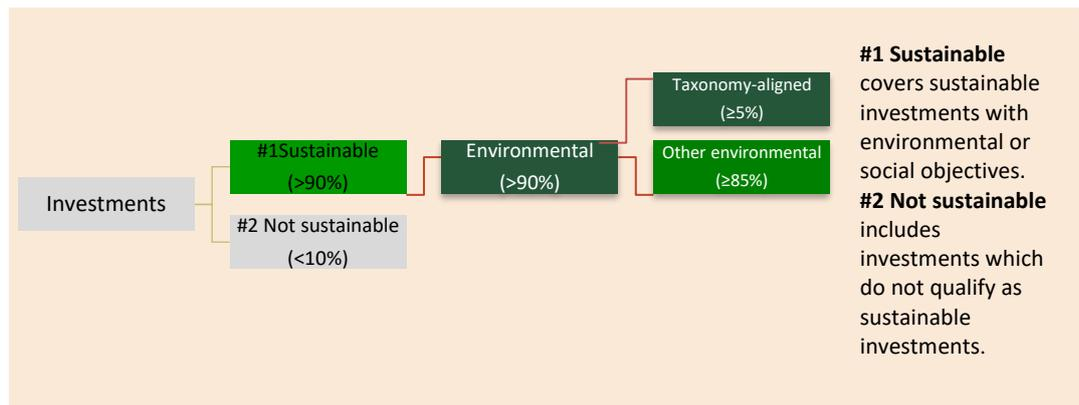 Investments
#1Sustainable
(>90%)
#2 Not sustainable
(<10%)
Environmental
(>90%)
Taxonomy-aligned
(≥5%)
Other environmental
(≥85%)
#1 Sustainable
covers sustainable
investments with
environmental or
social objectives.
#2 Not sustainable
includes
investments which
do not qualify as
sustainable
investments.